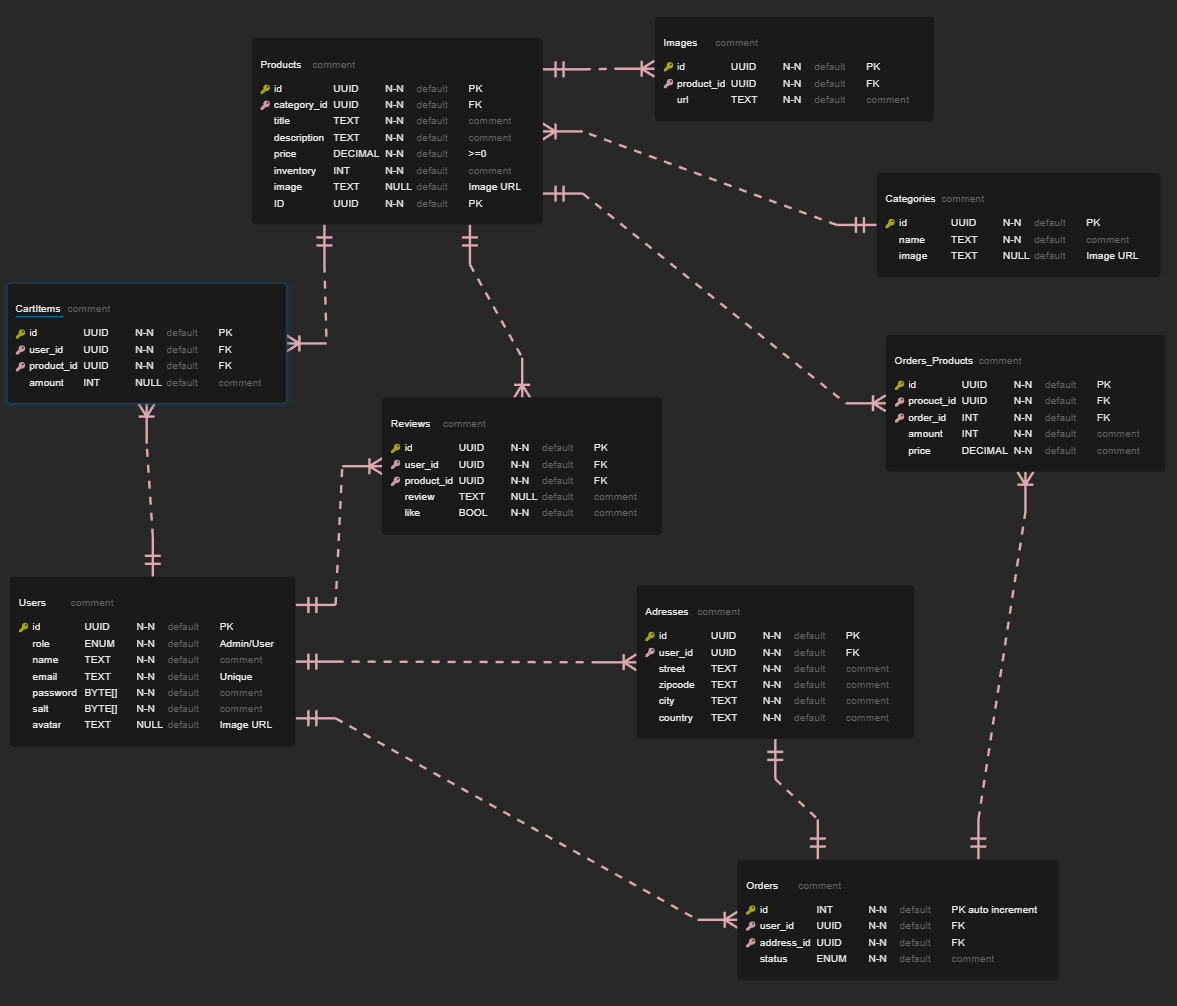 Products comment
id UUID N-N default PK
category_id UUID N-N default FK
title TEXT N-N default comment
description TEXT N-N default comment
price DECIMAL N-N default >=0
inventory INT N-N default comment
image TEXT NULL default Image URL
ID UUID N-N default PK
Images comment
id UUID N-N default PK
product_id UUID N-N default FK
url TEXT N-N default comment
Categories comment
id UUID N-N default PK
name TEXT N-N default comment
image TEXT NULL default Image URL
CartItems comment
id UUID N-N default PK
user_id UUID N-N default FK
product_id UUID N-N default FK
amount INT NULL default comment
Orders_Products comment
id UUID N-N default PK
procuct_id UUID N-N default FK
order_id INT N-N default FK
amount INT N-N default comment
price DECIMAL N-N default comment
Reviews comment
id UUID N-N default PK
user_id UUID N-N default FK
product_id UUID N-N default FK
review TEXT NULL default comment
like BOOL N-N default comment
Users comment
id UUID N-N default PK
role ENUM N-N default Admin/User
name TEXT N-N default comment
email TEXT N-N default Unique
password BYTE[] N-N default comment
salt BYTE[] N-N default comment
avatar TEXT NULL default Image URL
Adresses comment
id UUID N-N default PK
user_id UUID N-N default FK
street TEXT N-N default comment
zipcode TEXT N-N default comment
city TEXT N-N default comment
country TEXT N-N default comment
Orders comment
id INT N-N default PK auto increment
user_id UUID N-N default FK
address_id UUID N-N default FK
status ENUM N-N default comment